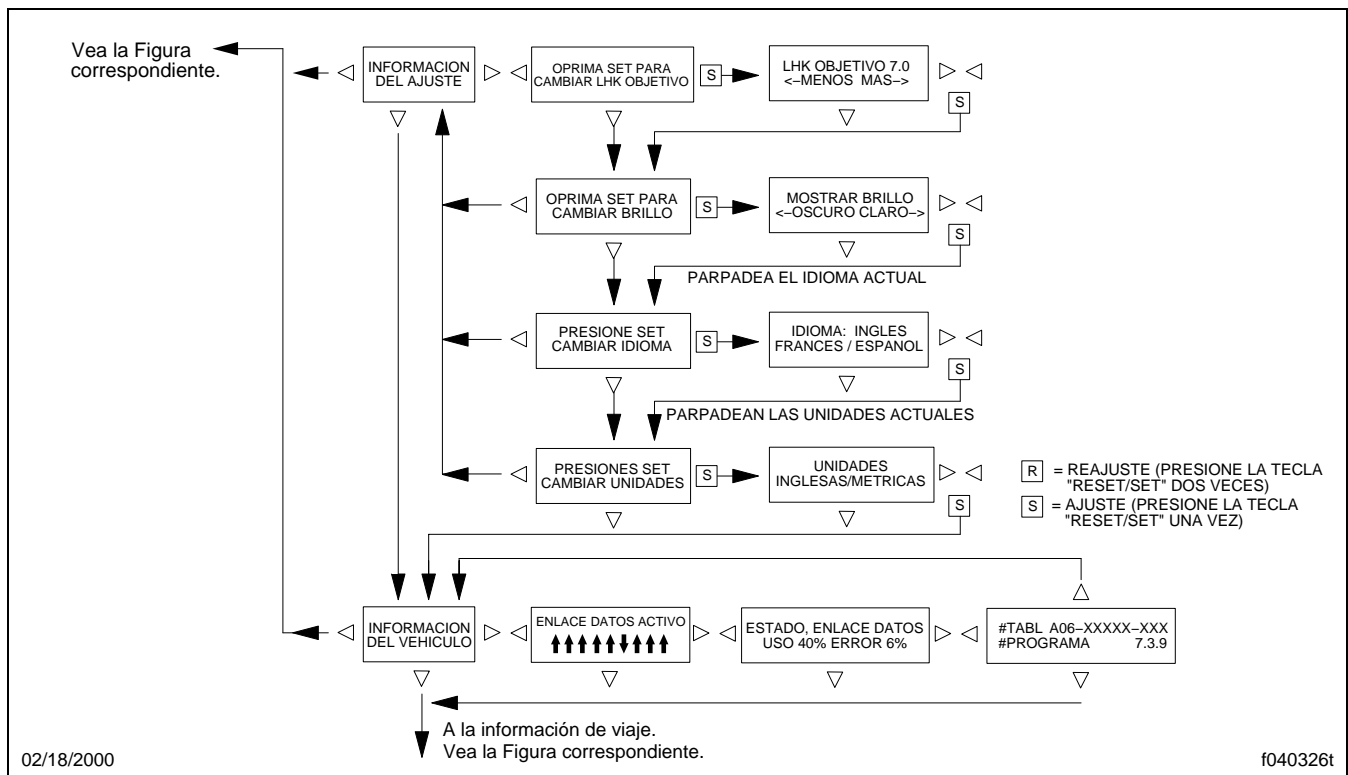 Vea la Figura
correspondiente.
INFORMACION
DEL AJUSTE
OPRIMA SET PARA
CAMBIAR LHK OBJETIVO
S
LHK OBJETIVO 7.0
<–MENOS MAS–>
S
OPRIMA SET PARA
CAMBIAR BRILLO
S
MOSTRAR BRILLO
<–OSCURO CLARO–>
S
PARPADEA EL IDIOMA ACTUAL
PRESIONE SET
CAMBIAR IDIOMA
S
IDIOMA: INGLES
FRANCES / ESPANOL
S
PARPADEAN LAS UNIDADES ACTUALES
PRESIONES SET
CAMBIAR UNIDADES
S
UNIDADES
INGLESAS/METRICAS
S
R = REAJUSTE (PRESIONE LA TECLA
"RESET/SET" DOS VECES)
S = AJUSTE (PRESIONE LA TECLA
"RESET/SET" UNA VEZ)
INFORMACION
DEL VEHICULO
ENLACE DATOS ACTIVO
ESTADO, ENLACE DATOS
USO 40% ERROR 6%
#TABL A06–XXXXX–XXX
#PROGRAMA 7.3.9
A la información de viaje.
Vea la Figura correspondiente.
02/18/2000
f040326t